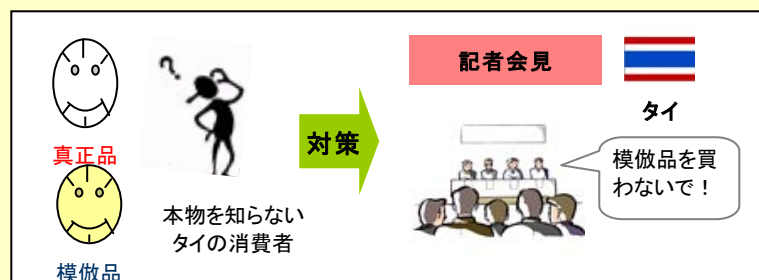 真正品
模倣品
?
本物を知らない
タイの消費者
対策
記者会見
タイ
模倣品を買
わないで！